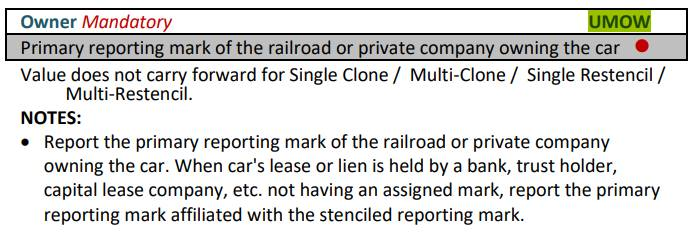 Owner Mandatory UMOW
Primary reporting mark of the railroad or private company owning the car
Value does not carry forward for Single Clone / Multi-Clone / Single Restencil /
Multi-Restencil.
NOTES:
• Report the primary reporting mark of the railroad or private company
owning the car. When car's lease or lien is held by a bank, trust holder,
capital lease company, etc. not having an assigned mark, report the primary
reporting mark affiliated with the stenciled reporting mark.